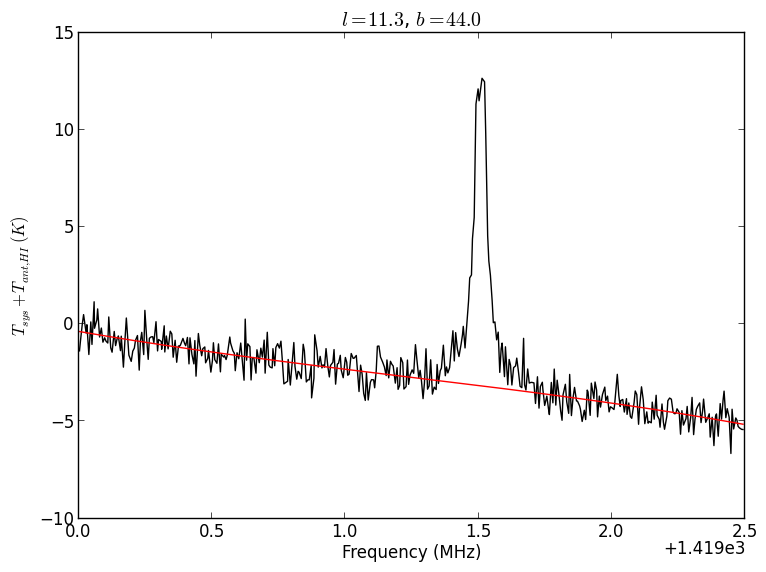 l = 11.3, b = 44.0
15
10
5
0
−5
−10
T_sys + T_ant,HI (K)
0.0 0.5 1.0 1.5 2.0 2.5
Frequency (MHz)
+1.419e3